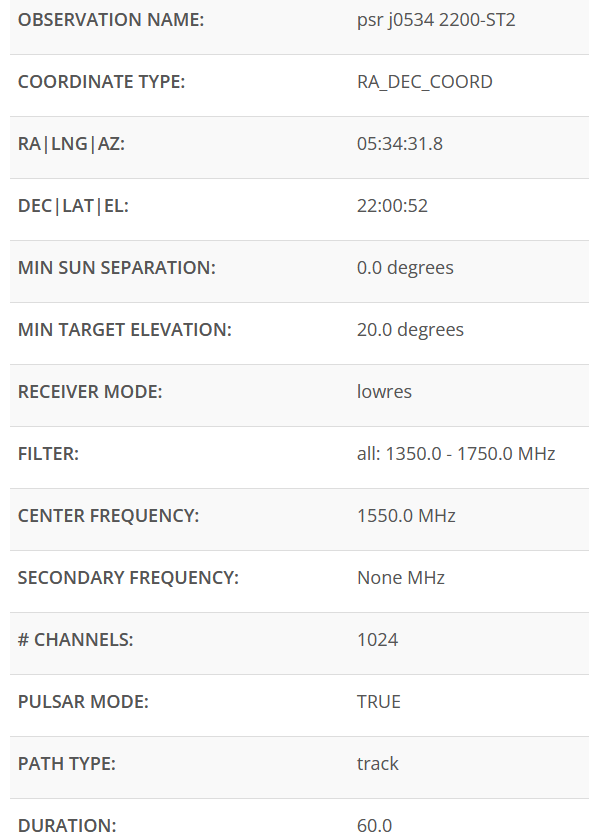 OBSERVATION NAME: psr j0534 2200-ST2
COORDINATE TYPE: RA_DEC_COORD
RA|LNG|AZ: 05:34:31.8
DEC|LAT|EL: 22:00:52
MIN SUN SEPARATION: 0.0 degrees
MIN TARGET ELEVATION: 20.0 degrees
RECEIVER MODE: lowres
FILTER: all: 1350.0 - 1750.0 MHz
CENTER FREQUENCY: 1550.0 MHz
SECONDARY FREQUENCY: None MHz
# CHANNELS: 1024
PULSAR MODE: TRUE
PATH TYPE: track
DURATION: 60.0